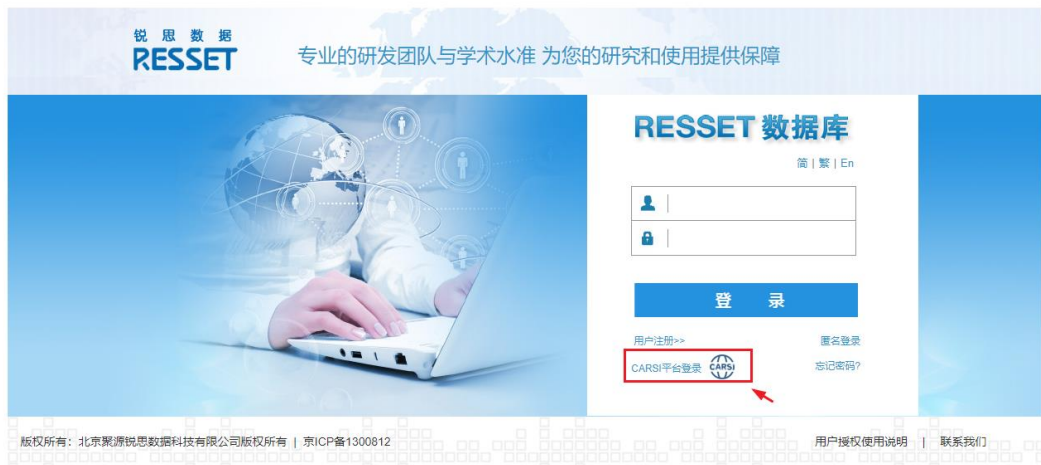 锐思数据
RESSET
专业的研发团队与学术水准 为您的研究和使用提供保障
RESSET 数据库
简 | 繁 | En
登 录
用户注册>>
匿名登录
CARSI平台登录 CARSI
忘记密码?
版权所有：北京聚源锐思数据科技有限公司版权所有 | 京ICP备1300812
用户授权使用说明 | 联系我们